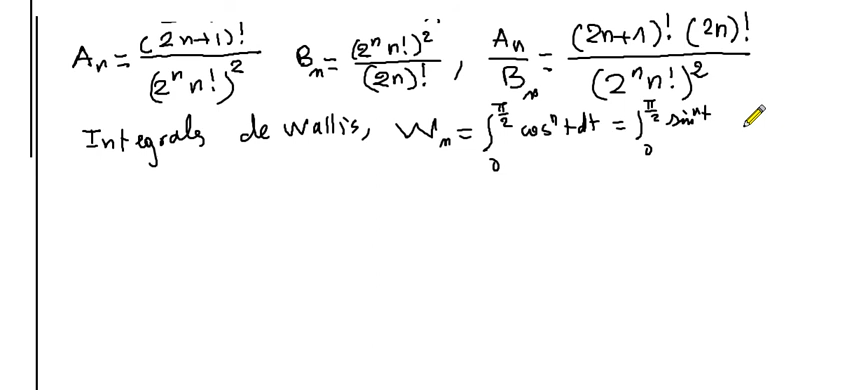 A_n = (2n+1)! / (2^n n!)^2   B_n = (2^n n!)^2 / (2n)! , A_n / B_n = (2n+1)! (2n)! / (2^n n!)^2
Integrals de Wallis, W_n = ∫_0^{π/2} cos^n t dt = ∫_0^{π/2} sin^n t